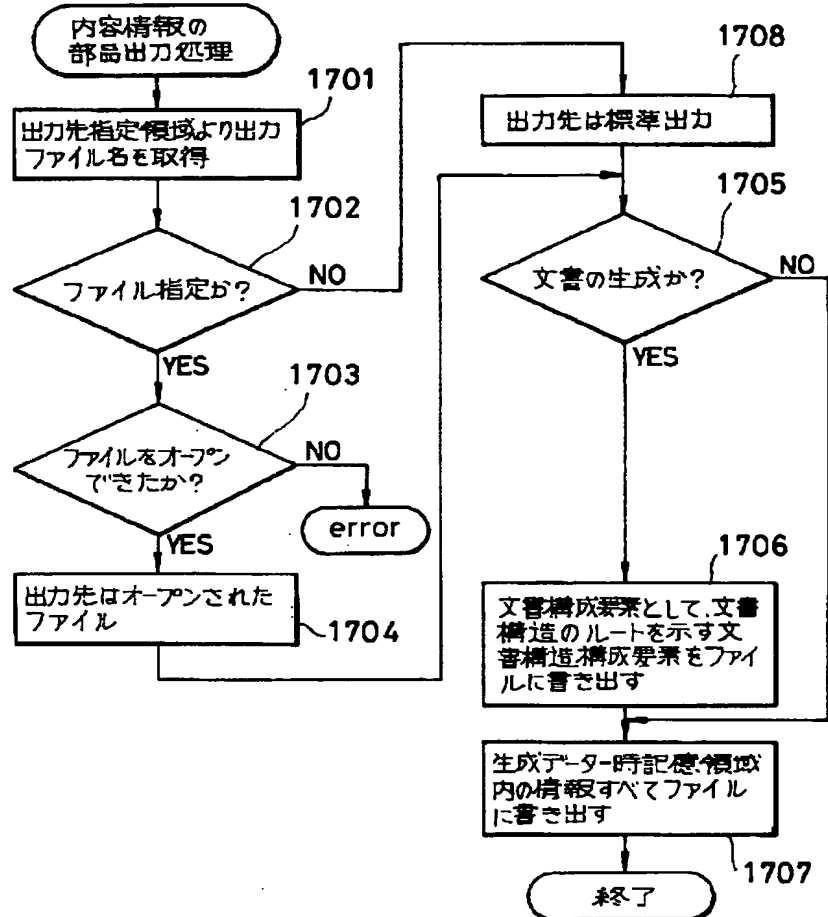 内容情報の
部品出力処理
1701
出力先指定領域より出力
ファイル名を取得
1702
ファイル指定か?
NO
YES
1703
ファイルをオープン
できたか?
NO
error
YES
出力先はオープンされた
ファイル
1704
1708
出力先は標準出力
1705
文書の生成か?
NO
YES
1706
文書構成要素として、文書
構造のルートを示す文
書構造構成要素をファイ
ルに書き出す
生成データ一時記憶領域
内の情報すべてファイル
に書き出す
1707
終了